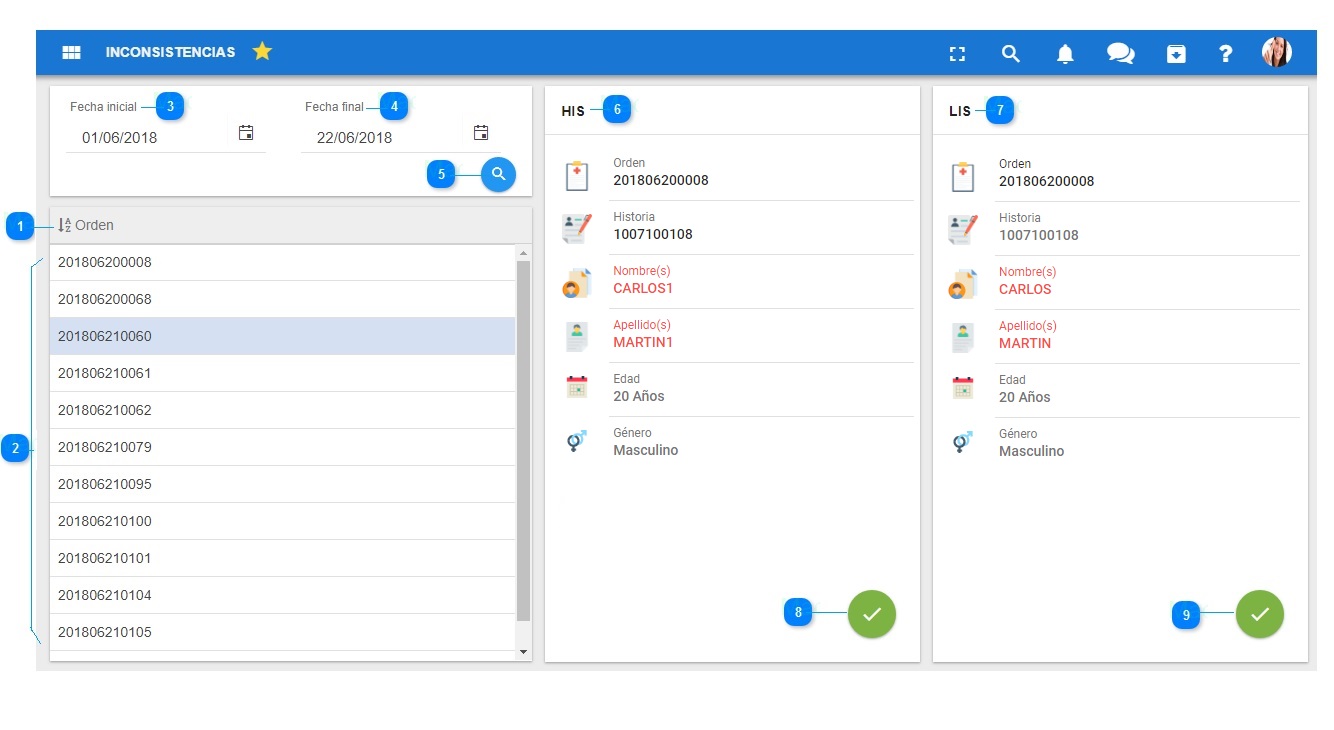 INCONSISTENCIAS
Fecha inicial 3
01/06/2018
Fecha final 4
22/06/2018
5
1 Orden
2
201806200008
201806200068
201806210060
201806210061
201806210062
201806210079
201806210095
201806210100
201806210101
201806210104
201806210105
HIS 6
Orden
201806200008
Historia
1007100108
Nombre(s)
CARLOS1
Apellido(s)
MARTIN1
Edad
20 Años
Género
Masculino
8
LIS 7
Orden
201806200008
Historia
1007100108
Nombre(s)
CARLOS
Apellido(s)
MARTIN
Edad
20 Años
Género
Masculino
9